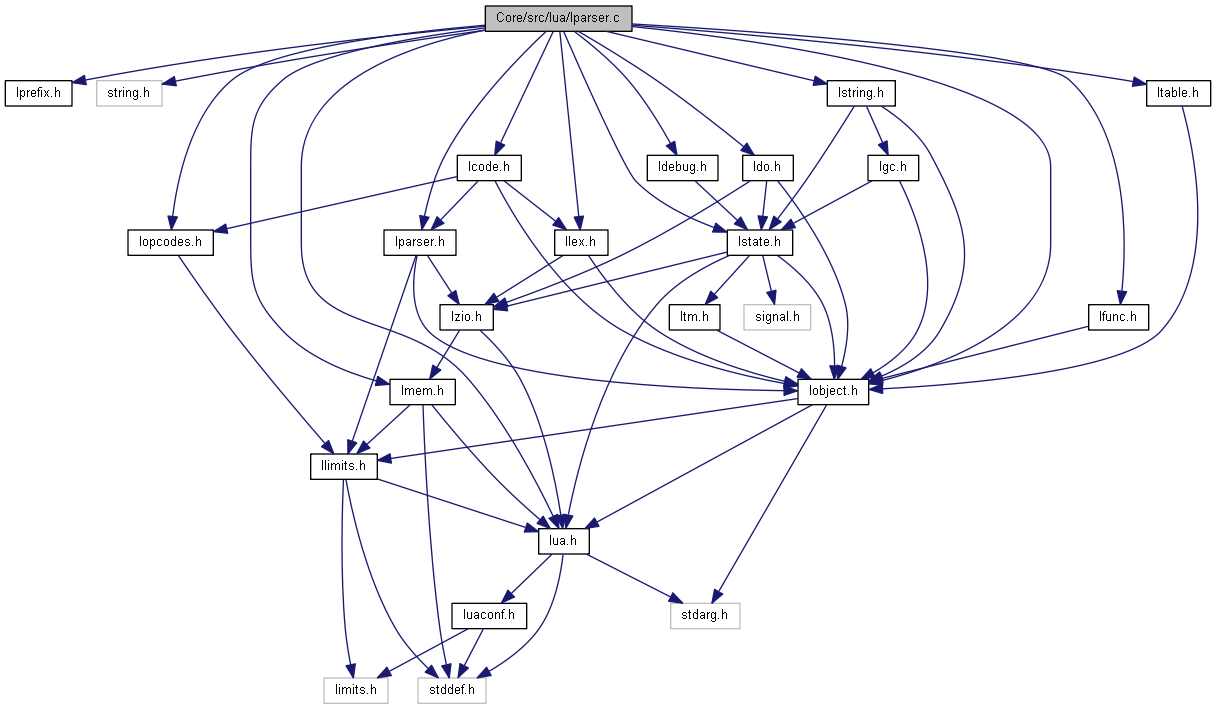 Core/src/lua/lparser.c
lprefix.h
string.h
lstring.h
ltable.h
lcode.h
ldebug.h
ldo.h
lgc.h
lopcodes.h
lparser.h
llex.h
lstate.h
lzio.h
ltm.h
signal.h
lfunc.h
lmem.h
lobject.h
llimits.h
lua.h
luaconf.h
stdarg.h
limits.h
stddef.h